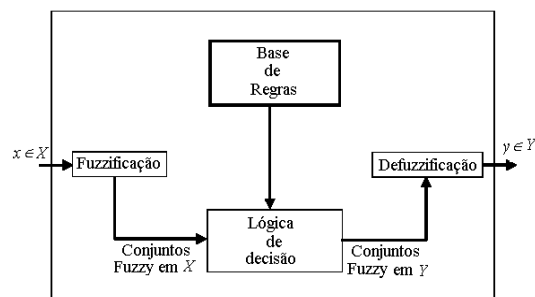 Base
de
Regras
x∈X
Fuzzificação
y∈Y
Defuzzificação
Lógica
de
decisão
Conjuntos
Fuzzy em X
Conjuntos
Fuzzy em Y